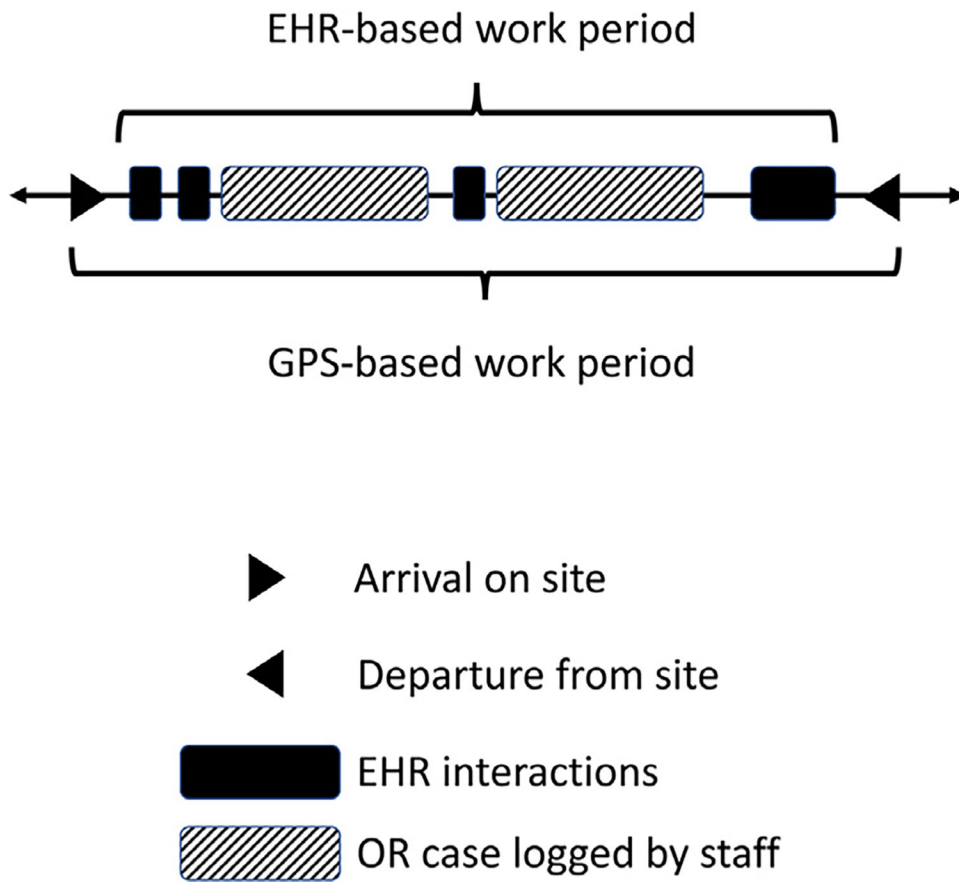 EHR-based work period
GPS-based work period
Arrival on site
Departure from site
EHR interactions
OR case logged by staff